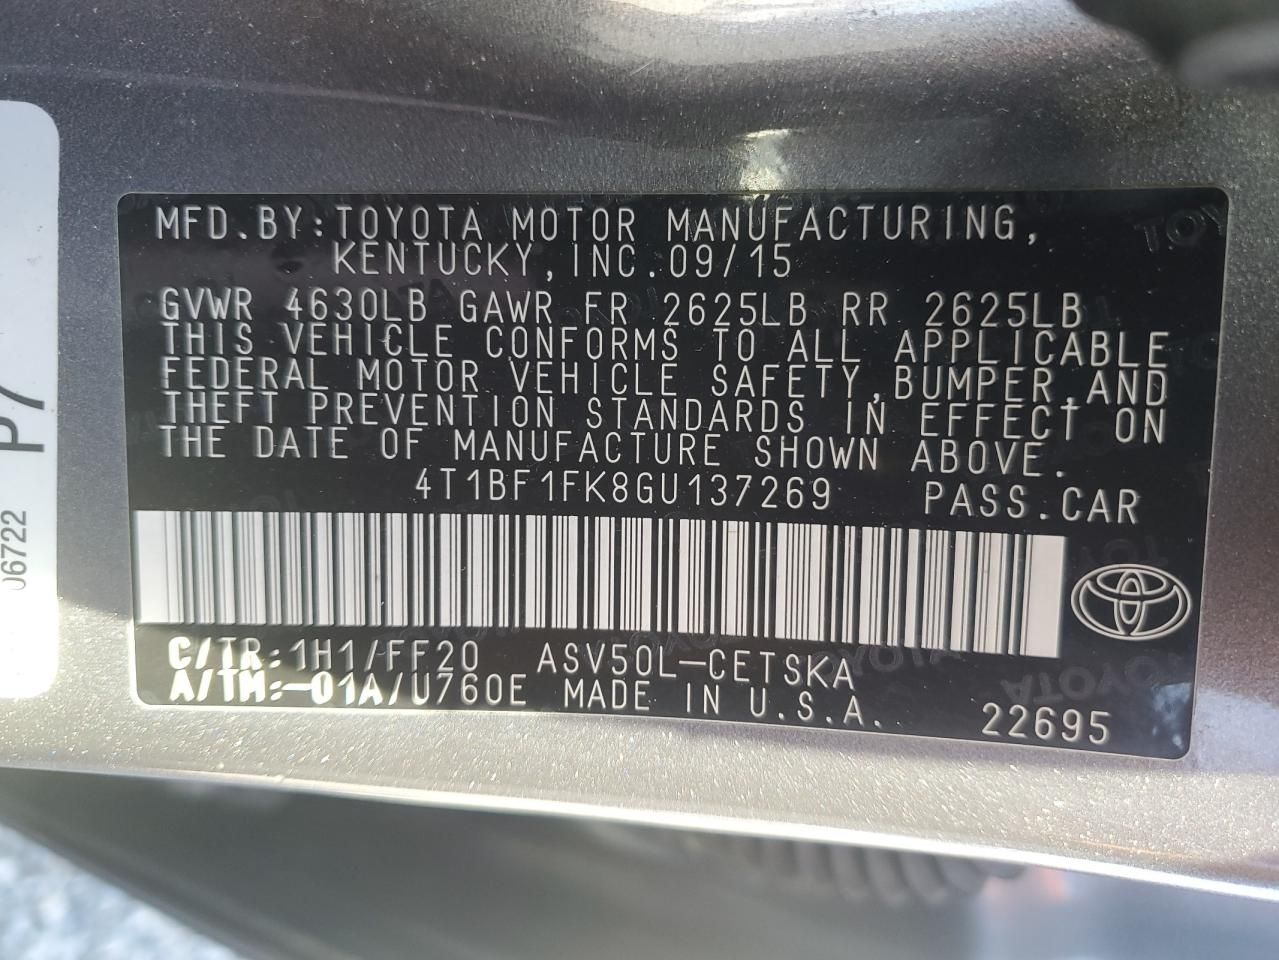 MFD.BY:TOYOTA MOTOR MANUFACTURING,
KENTUCKY,INC.09/15
GVWR 4630LB GAWR FR 2625LB RR 2625LB
THIS VEHICLE CONFORMS TO ALL APPLICABLE
FEDERAL MOTOR VEHICLE SAFETY,BUMPER,AND
THEFT PREVENTION STANDARDS IN EFFECT ON
THE DATE OF MANUFACTURE SHOWN ABOVE.
4T1BF1FK8GU137269 PASS.CAR
C/TR:1H1/FF20 ASV50L-CETSKA
A/TM:-01A/U760E MADE IN U.S.A. 22695
P7
06722